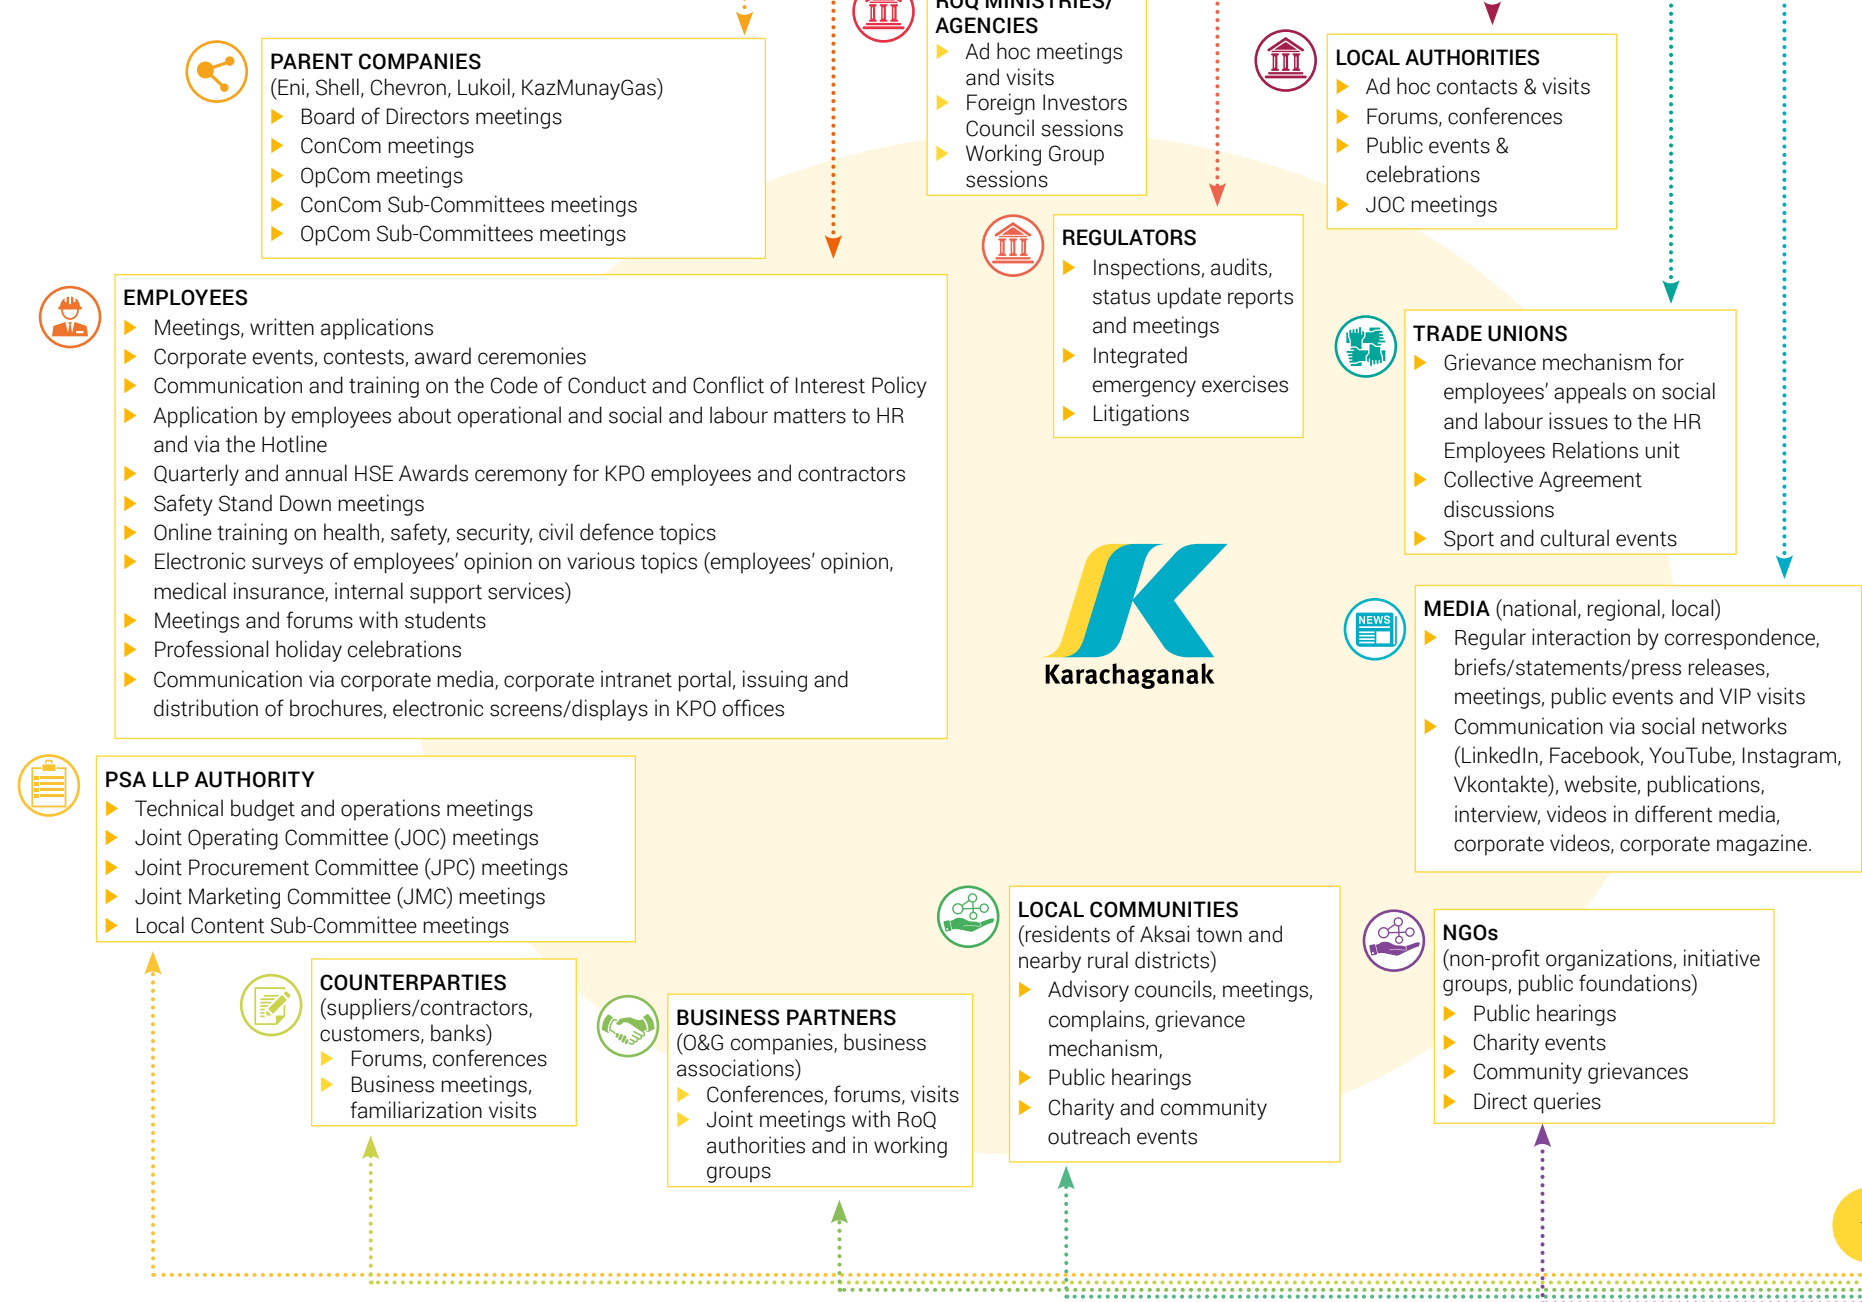 ROQ MINISTRIES/
AGENCIES
Ad hoc meetings
and visits
Foreign Investors
Council sessions
Working Group
sessions
PARENT COMPANIES
(Eni, Shell, Chevron, Lukoil, KazMunayGas)
Board of Directors meetings
ConCom meetings
OpCom meetings
ConCom Sub-Committees meetings
OpCom Sub-Committees meetings
LOCAL AUTHORITIES
Ad hoc contacts & visits
Forums, conferences
Public events &
celebrations
JOC meetings
REGULATORS
Inspections, audits,
status update reports
and meetings
Integrated
emergency exercises
Litigations
EMPLOYEES
Meetings, written applications
Corporate events, contests, award ceremonies
Communication and training on the Code of Conduct and Conflict of Interest Policy
Application by employees about operational and social and labour matters to HR
and via the Hotline
Quarterly and annual HSE Awards ceremony for KPO employees and contractors
Safety Stand Down meetings
Online training on health, safety, security, civil defence topics
Electronic surveys of employees' opinion on various topics (employees' opinion,
medical insurance, internal support services)
Meetings and forums with students
Professional holiday celebrations
Communication via corporate media, corporate intranet portal, issuing and
distribution of brochures, electronic screens/displays in KPO offices
TRADE UNIONS
Grievance mechanism for
employees' appeals on social
and labour issues to the HR
Employees Relations unit
Collective Agreement
discussions
Sport and cultural events
Karachaganak
NEWS
MEDIA (national, regional, local)
Regular interaction by correspondence,
briefs/statements/press releases,
meetings, public events and VIP visits
Communication via social networks
(LinkedIn, Facebook, YouTube, Instagram,
Vkontakte), website, publications,
interview, videos in different media,
corporate videos, corporate magazine.
PSA LLP AUTHORITY
Technical budget and operations meetings
Joint Operating Committee (JOC) meetings
Joint Procurement Committee (JPC) meetings
Joint Marketing Committee (JMC) meetings
Local Content Sub-Committee meetings
COUNTERPARTIES
(suppliers/contractors,
customers, banks)
Forums, conferences
Business meetings,
familiarization visits
BUSINESS PARTNERS
(O&G companies, business
associations)
Conferences, forums, visits
Joint meetings with RoQ
authorities and in working
groups
LOCAL COMMUNITIES
(residents of Aksai town and
nearby rural districts)
Advisory councils, meetings,
complains, grievance
mechanism,
Public hearings
Charity and community
outreach events
NGOs
(non-profit organizations, initiative
groups, public foundations)
Public hearings
Charity events
Community grievances
Direct queries